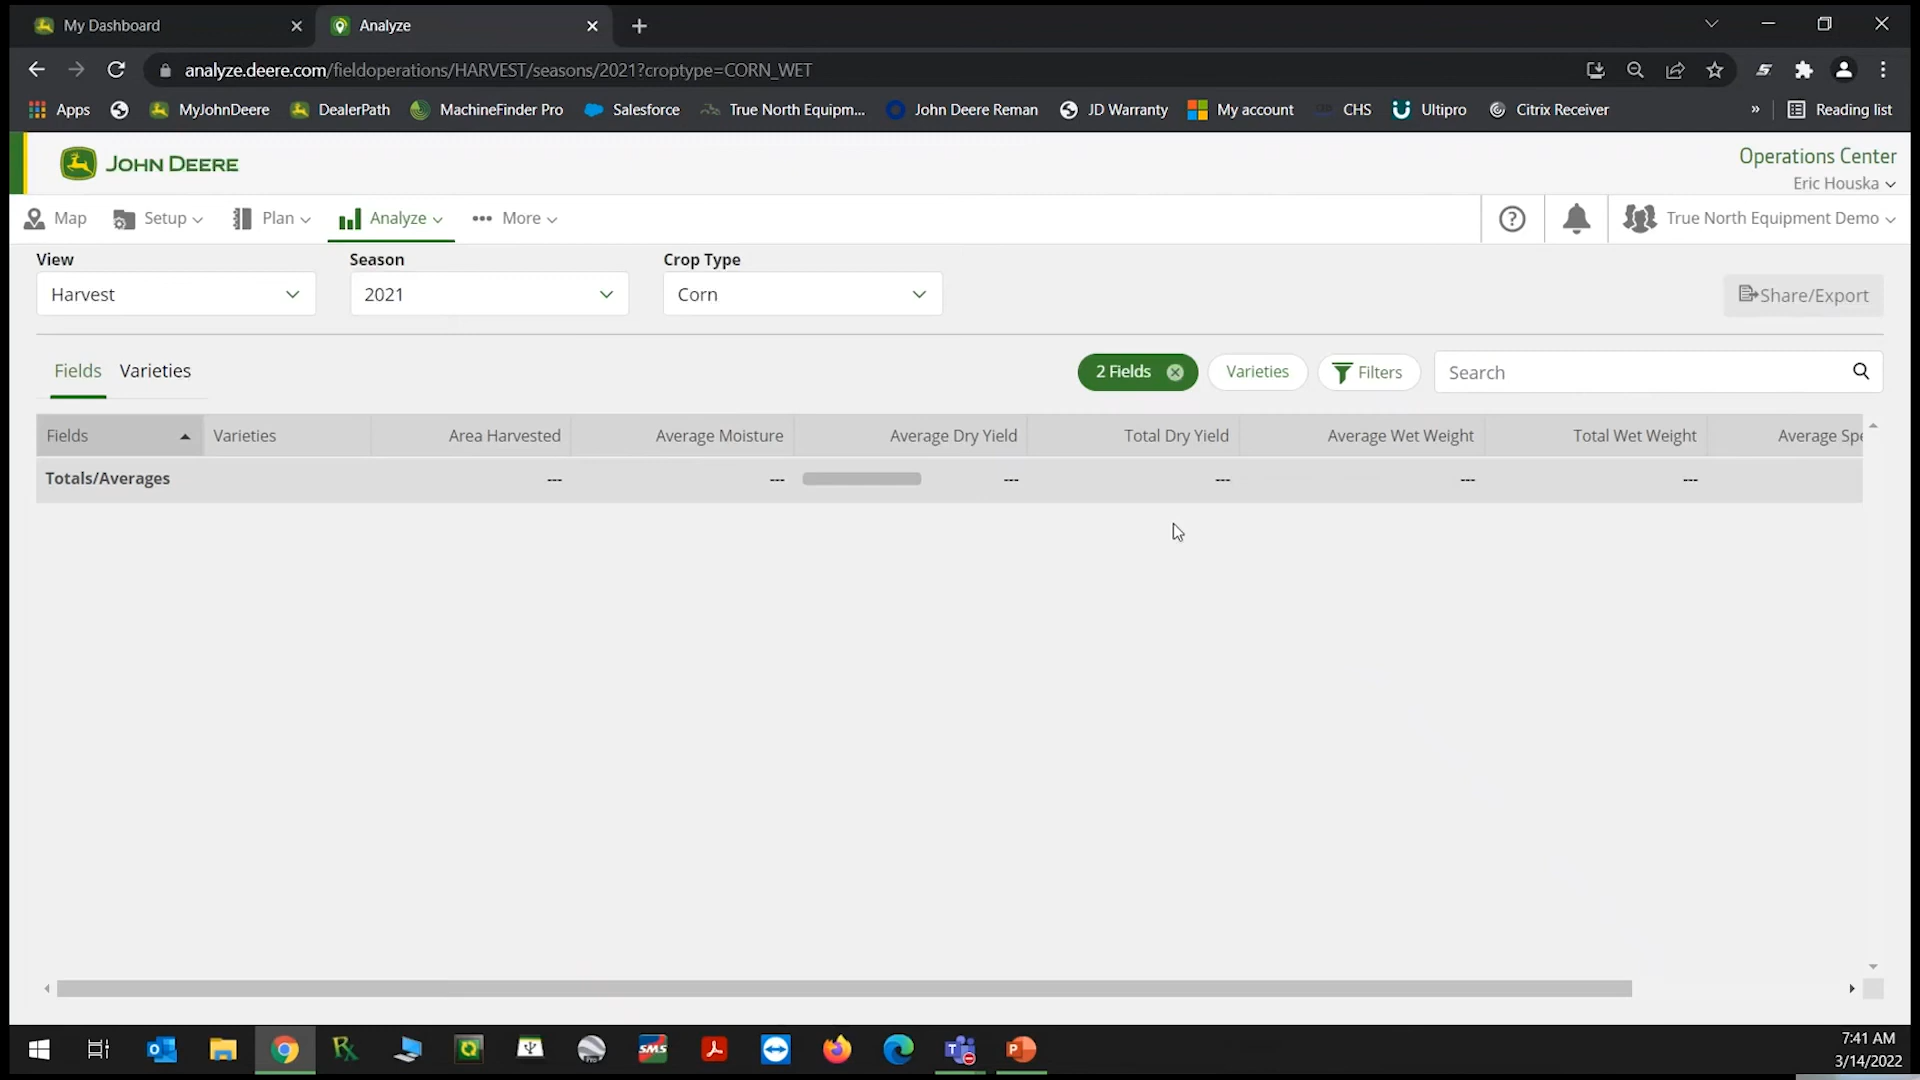 My Dashboard
Analyze
analyze.deere.com/fieldoperations/HARVEST/seasons/2021?croptype=CORN_WET
Apps MyJohnDeere DealerPath MachineFinder Pro Salesforce True North Equipm... John Deere Reman JD Warranty My account CHS Ultipro Citrix Receiver » Reading list
JOHN DEERE
Operations Center
Eric Houska
Map Setup Plan Analyze More True North Equipment Demo
View Season Crop Type
Harvest 2021 Corn Share/Export
Fields Varieties 2 Fields Varieties Filters Search
Fields Varieties Area Harvested Average Moisture Average Dry Yield Total Dry Yield Average Wet Weight Total Wet Weight Average Spe
Totals/Averages --- --- --- --- --- ---
7:41 AM
3/14/2022